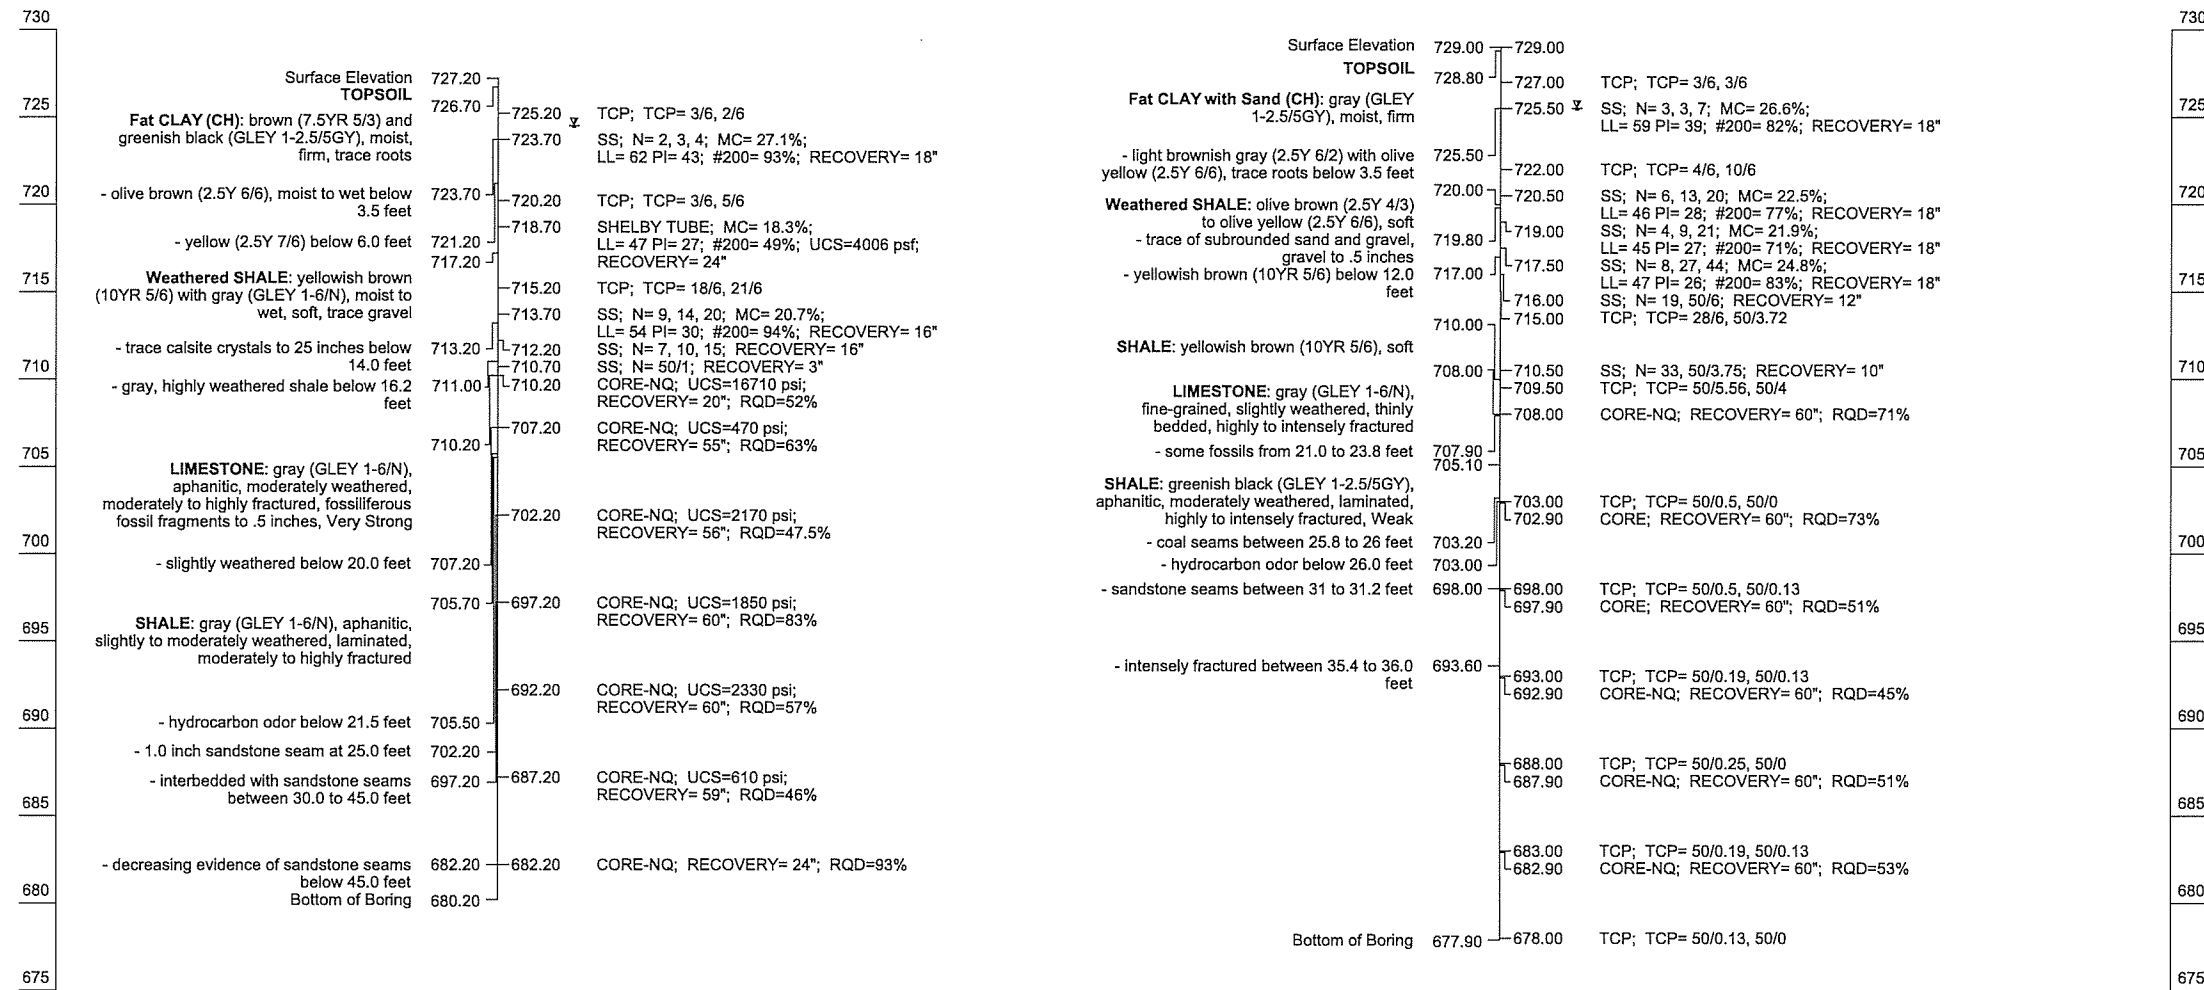 730
725
720
715
710
705
700
695
690
685
680
675
Surface Elevation 727.20
TOPSOIL 726.70
Fat CLAY (CH): brown (7.5YR 5/3) and
greenish black (GLEY 1-2.5/5GY), moist,
firm, trace roots
- olive brown (2.5Y 6/6), moist to wet below 723.70
3.5 feet
- yellow (2.5Y 7/6) below 6.0 feet 721.20
717.20
Weathered SHALE: yellowish brown
(10YR 5/6) with gray (GLEY 1-6/N), moist to
wet, soft, trace gravel
- trace calsite crystals to 25 inches below 713.20
14.0 feet
- gray, highly weathered shale below 16.2 711.00
feet
710.20
LIMESTONE: gray (GLEY 1-6/N),
aphanitic, moderately weathered,
moderately to highly fractured, fossiliferous
fossil fragments to .5 inches, Very Strong
- slightly weathered below 20.0 feet 707.20
705.70
SHALE: gray (GLEY 1-6/N), aphanitic,
slightly to moderately weathered, laminated,
moderately to highly fractured
- hydrocarbon odor below 21.5 feet 705.50
- 1.0 inch sandstone seam at 25.0 feet 702.20
- interbedded with sandstone seams 697.20
between 30.0 to 45.0 feet
- decreasing evidence of sandstone seams 682.20
below 45.0 feet
Bottom of Boring 680.20
725.20 TCP; TCP= 3/6, 2/6
723.70 SS; N= 2, 3, 4; MC= 27.1%;
LL= 62 PI= 43; #200= 93%; RECOVERY= 18"
720.20 TCP; TCP= 3/6, 5/6
718.70 SHELBY TUBE; MC= 18.3%;
LL= 47 PI= 27; #200= 49%; UCS=4006 psf;
RECOVERY= 24"
715.20 TCP; TCP= 18/6, 21/6
713.70 SS; N= 9, 14, 20; MC= 20.7%;
LL= 54 PI= 30; #200= 94%; RECOVERY= 16"
712.20 SS; N= 7, 10, 15; RECOVERY= 16"
710.70 SS; N= 50/1; RECOVERY= 3"
710.20 CORE-NQ; UCS=16710 psi;
RECOVERY= 20"; RQD=52%
707.20 CORE-NQ; UCS=470 psi;
RECOVERY= 55"; RQD=63%
702.20 CORE-NQ; UCS=2170 psi;
RECOVERY= 56"; RQD=47.5%
697.20 CORE-NQ; UCS=1850 psi;
RECOVERY= 60"; RQD=83%
692.20 CORE-NQ; UCS=2330 psi;
RECOVERY= 60"; RQD=57%
687.20 CORE-NQ; UCS=610 psi;
RECOVERY= 59"; RQD=46%
682.20 CORE-NQ; RECOVERY= 24"; RQD=93%
Surface Elevation 729.00
TOPSOIL 728.80
Fat CLAY with Sand (CH): gray (GLEY
1-2.5/5GY), moist, firm
- light brownish gray (2.5Y 6/2) with olive 725.50
yellow (2.5Y 6/6), trace roots below 3.5 feet
720.00
Weathered SHALE: olive brown (2.5Y 4/3)
to olive yellow (2.5Y 6/6), soft
- trace of subrounded sand and gravel, 719.80
gravel to .5 inches
- yellowish brown (10YR 5/6) below 12.0 717.00
feet
710.00
SHALE: yellowish brown (10YR 5/6), soft
708.00
LIMESTONE: gray (GLEY 1-6/N),
fine-grained, slightly weathered, thinly
bedded, highly to intensely fractured
- some fossils from 21.0 to 23.8 feet 707.90
705.10
SHALE: greenish black (GLEY 1-2.5/5GY),
aphanitic, moderately weathered, laminated,
highly to intensely fractured, Weak
- coal seams between 25.8 to 26 feet 703.20
- hydrocarbon odor below 26.0 feet 703.00
- sandstone seams between 31 to 31.2 feet 698.00
- intensely fractured between 35.4 to 36.0 693.60
feet
Bottom of Boring 677.90
729.00
727.00 TCP; TCP= 3/6, 3/6
725.50 SS; N= 3, 3, 7; MC= 26.6%;
LL= 59 PI= 39; #200= 82%; RECOVERY= 18"
722.00 TCP; TCP= 4/6, 10/6
720.50 SS; N= 6, 13, 20; MC= 22.5%;
LL= 46 PI= 28; #200= 77%; RECOVERY= 18"
719.00 SS; N= 4, 9, 21; MC= 21.9%;
LL= 45 PI= 27; #200= 71%; RECOVERY= 18"
717.50 SS; N= 8, 27, 44; MC= 24.8%;
LL= 47 PI= 26; #200= 83%; RECOVERY= 18"
716.00 SS; N= 19, 50/6; RECOVERY= 12"
715.00 TCP; TCP= 28/6, 50/3.72
710.50 SS; N= 33, 50/3.75; RECOVERY= 10"
709.50 TCP; TCP= 50/5.56, 50/4
708.00 CORE-NQ; RECOVERY= 60"; RQD=71%
703.00 TCP; TCP= 50/0.5, 50/0
702.90 CORE; RECOVERY= 60"; RQD=73%
698.00 TCP; TCP= 50/0.5, 50/0.13
697.90 CORE; RECOVERY= 60"; RQD=51%
693.00 TCP; TCP= 50/0.19, 50/0.13
692.90 CORE-NQ; RECOVERY= 60"; RQD=45%
688.00 TCP; TCP= 50/0.25, 50/0
687.90 CORE-NQ; RECOVERY= 60"; RQD=51%
683.00 TCP; TCP= 50/0.19, 50/0.13
682.90 CORE-NQ; RECOVERY= 60"; RQD=53%
678.00 TCP; TCP= 50/0.13, 50/0
730
725
720
715
710
705
700
695
690
685
680
675